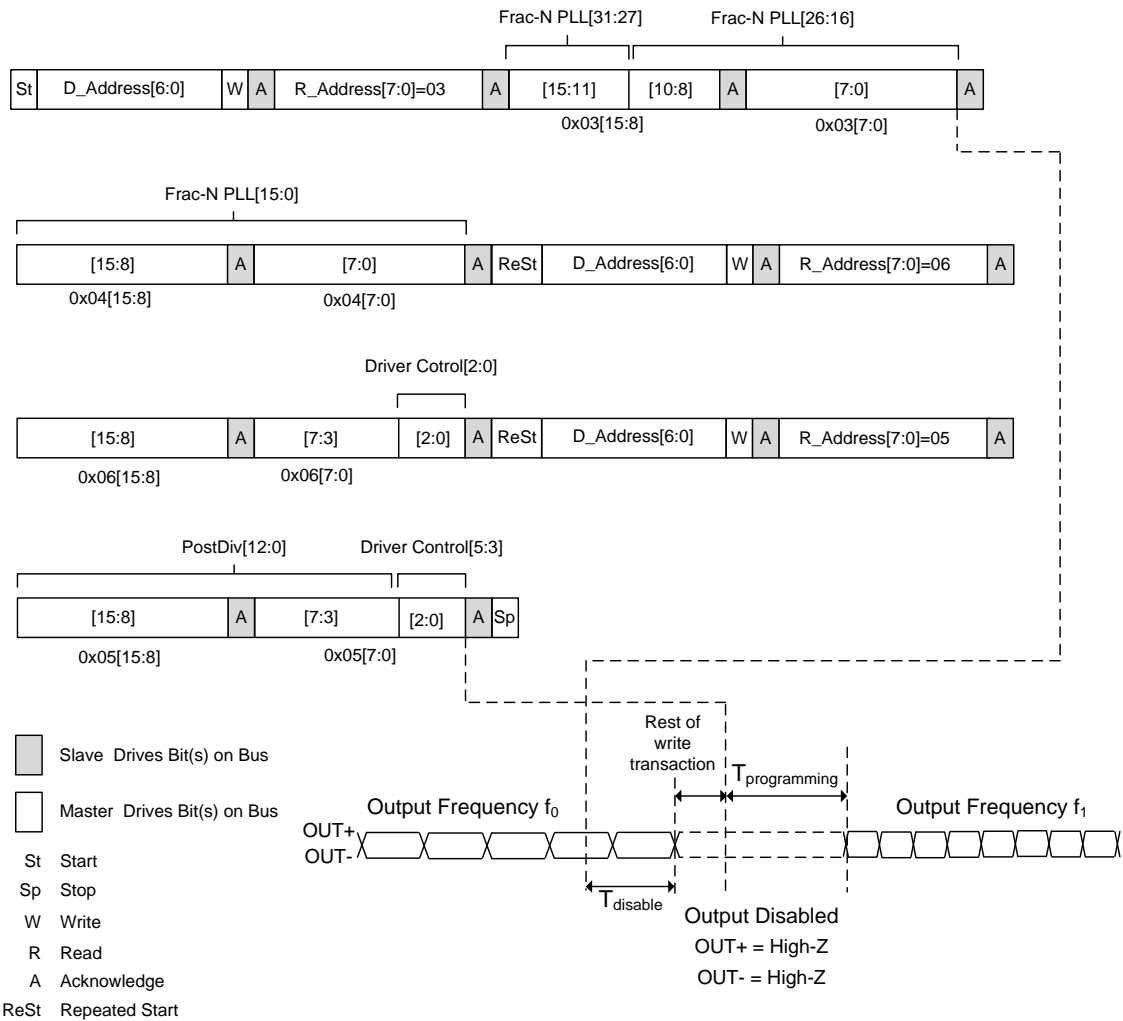 Frac-N PLL[31:27] Frac-N PLL[26:16]
St D_Address[6:0] W A R_Address[7:0]=03 A [15:11] [10:8] A [7:0] A
0x03[15:8] 0x03[7:0]
Frac-N PLL[15:0]
[15:8] A [7:0] A ReSt D_Address[6:0] W A R_Address[7:0]=06 A
0x04[15:8] 0x04[7:0]
Driver Cotrol[2:0]
[15:8] A [7:3] [2:0] A ReSt D_Address[6:0] W A R_Address[7:0]=05 A
0x06[15:8] 0x06[7:0]
PostDiv[12:0] Driver Control[5:3]
[15:8] A [7:3] [2:0] A Sp
0x05[15:8] 0x05[7:0]
Slave Drives Bit(s) on Bus
Master Drives Bit(s) on Bus
St Start
Sp Stop
W Write
R Read
A Acknowledge
ReSt Repeated Start
Rest of
write
transaction
Tprogramming
Output Frequency f0
Output Frequency f1
OUT+
OUT-
Tdisable
Output Disabled
OUT+ = High-Z
OUT- = High-Z